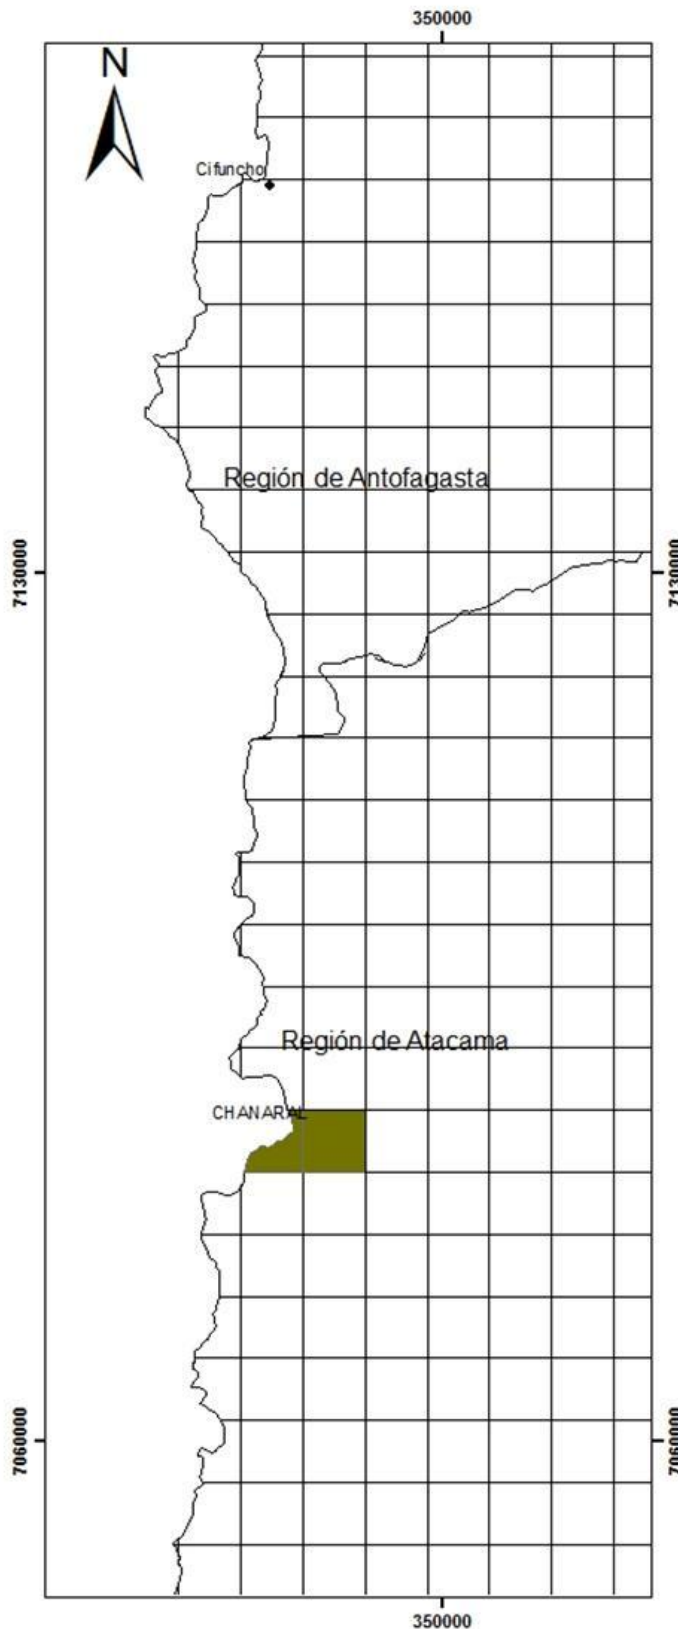 350000
N
Cifuncho
Región de Antofagasta
7130000
7130000
Región de Atacama
CHANARAL
7060000
7060000
350000